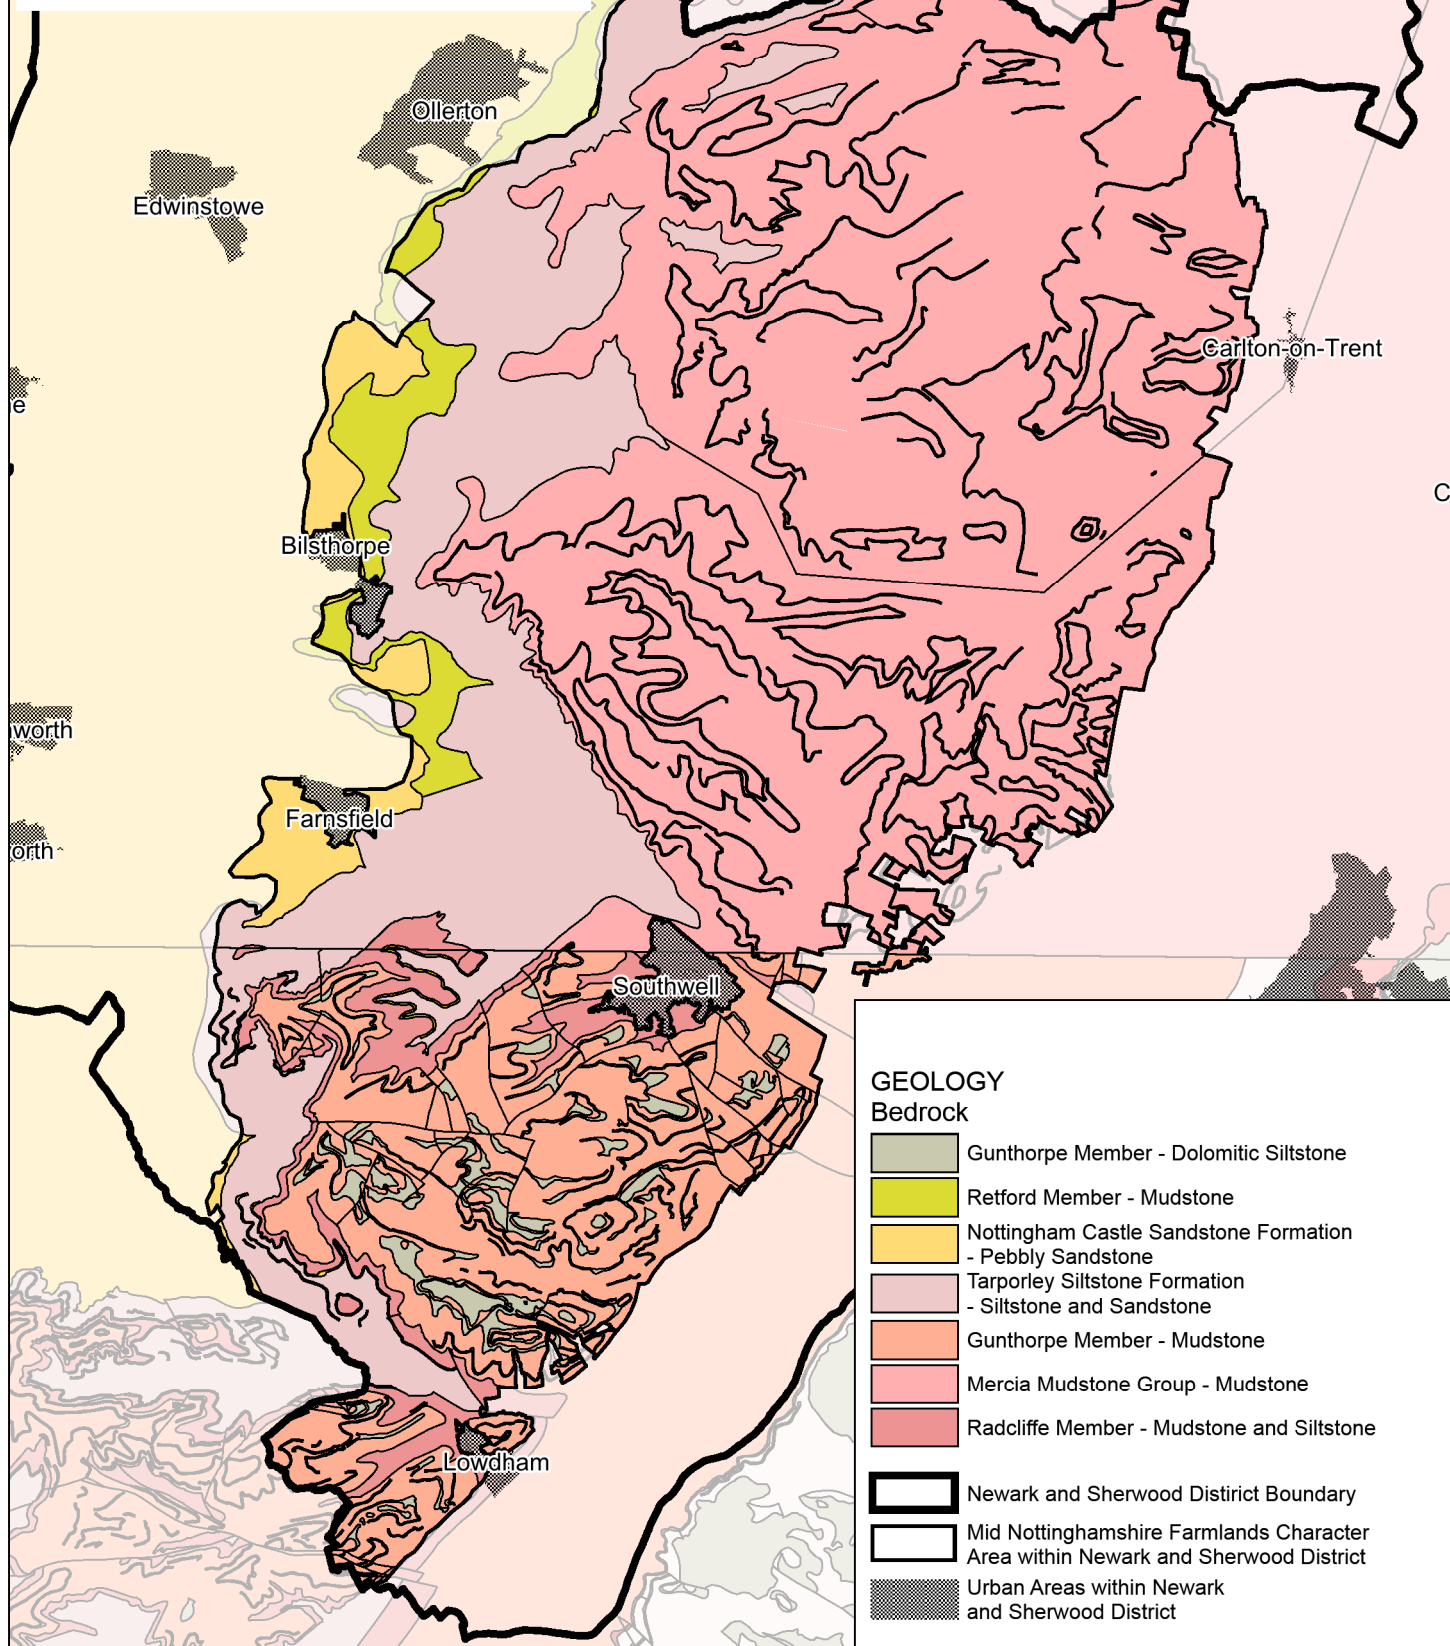 Ollerton
Edwinstowe
Carlton-on-Trent
e
C
Bilsthorpe
worth
Farnsfield
orth
Southwell
Lowdham
GEOLOGY
Bedrock
Gunthorpe Member - Dolomitic Siltstone
Retford Member - Mudstone
Nottingham Castle Sandstone Formation
- Pebbly Sandstone
Tarporley Siltstone Formation
- Siltstone and Sandstone
Gunthorpe Member - Mudstone
Mercia Mudstone Group - Mudstone
Radcliffe Member - Mudstone and Siltstone
Newark and Sherwood Distirict Boundary
Mid Nottinghamshire Farmlands Character
Area within Newark and Sherwood District
Urban Areas within Newark
and Sherwood District